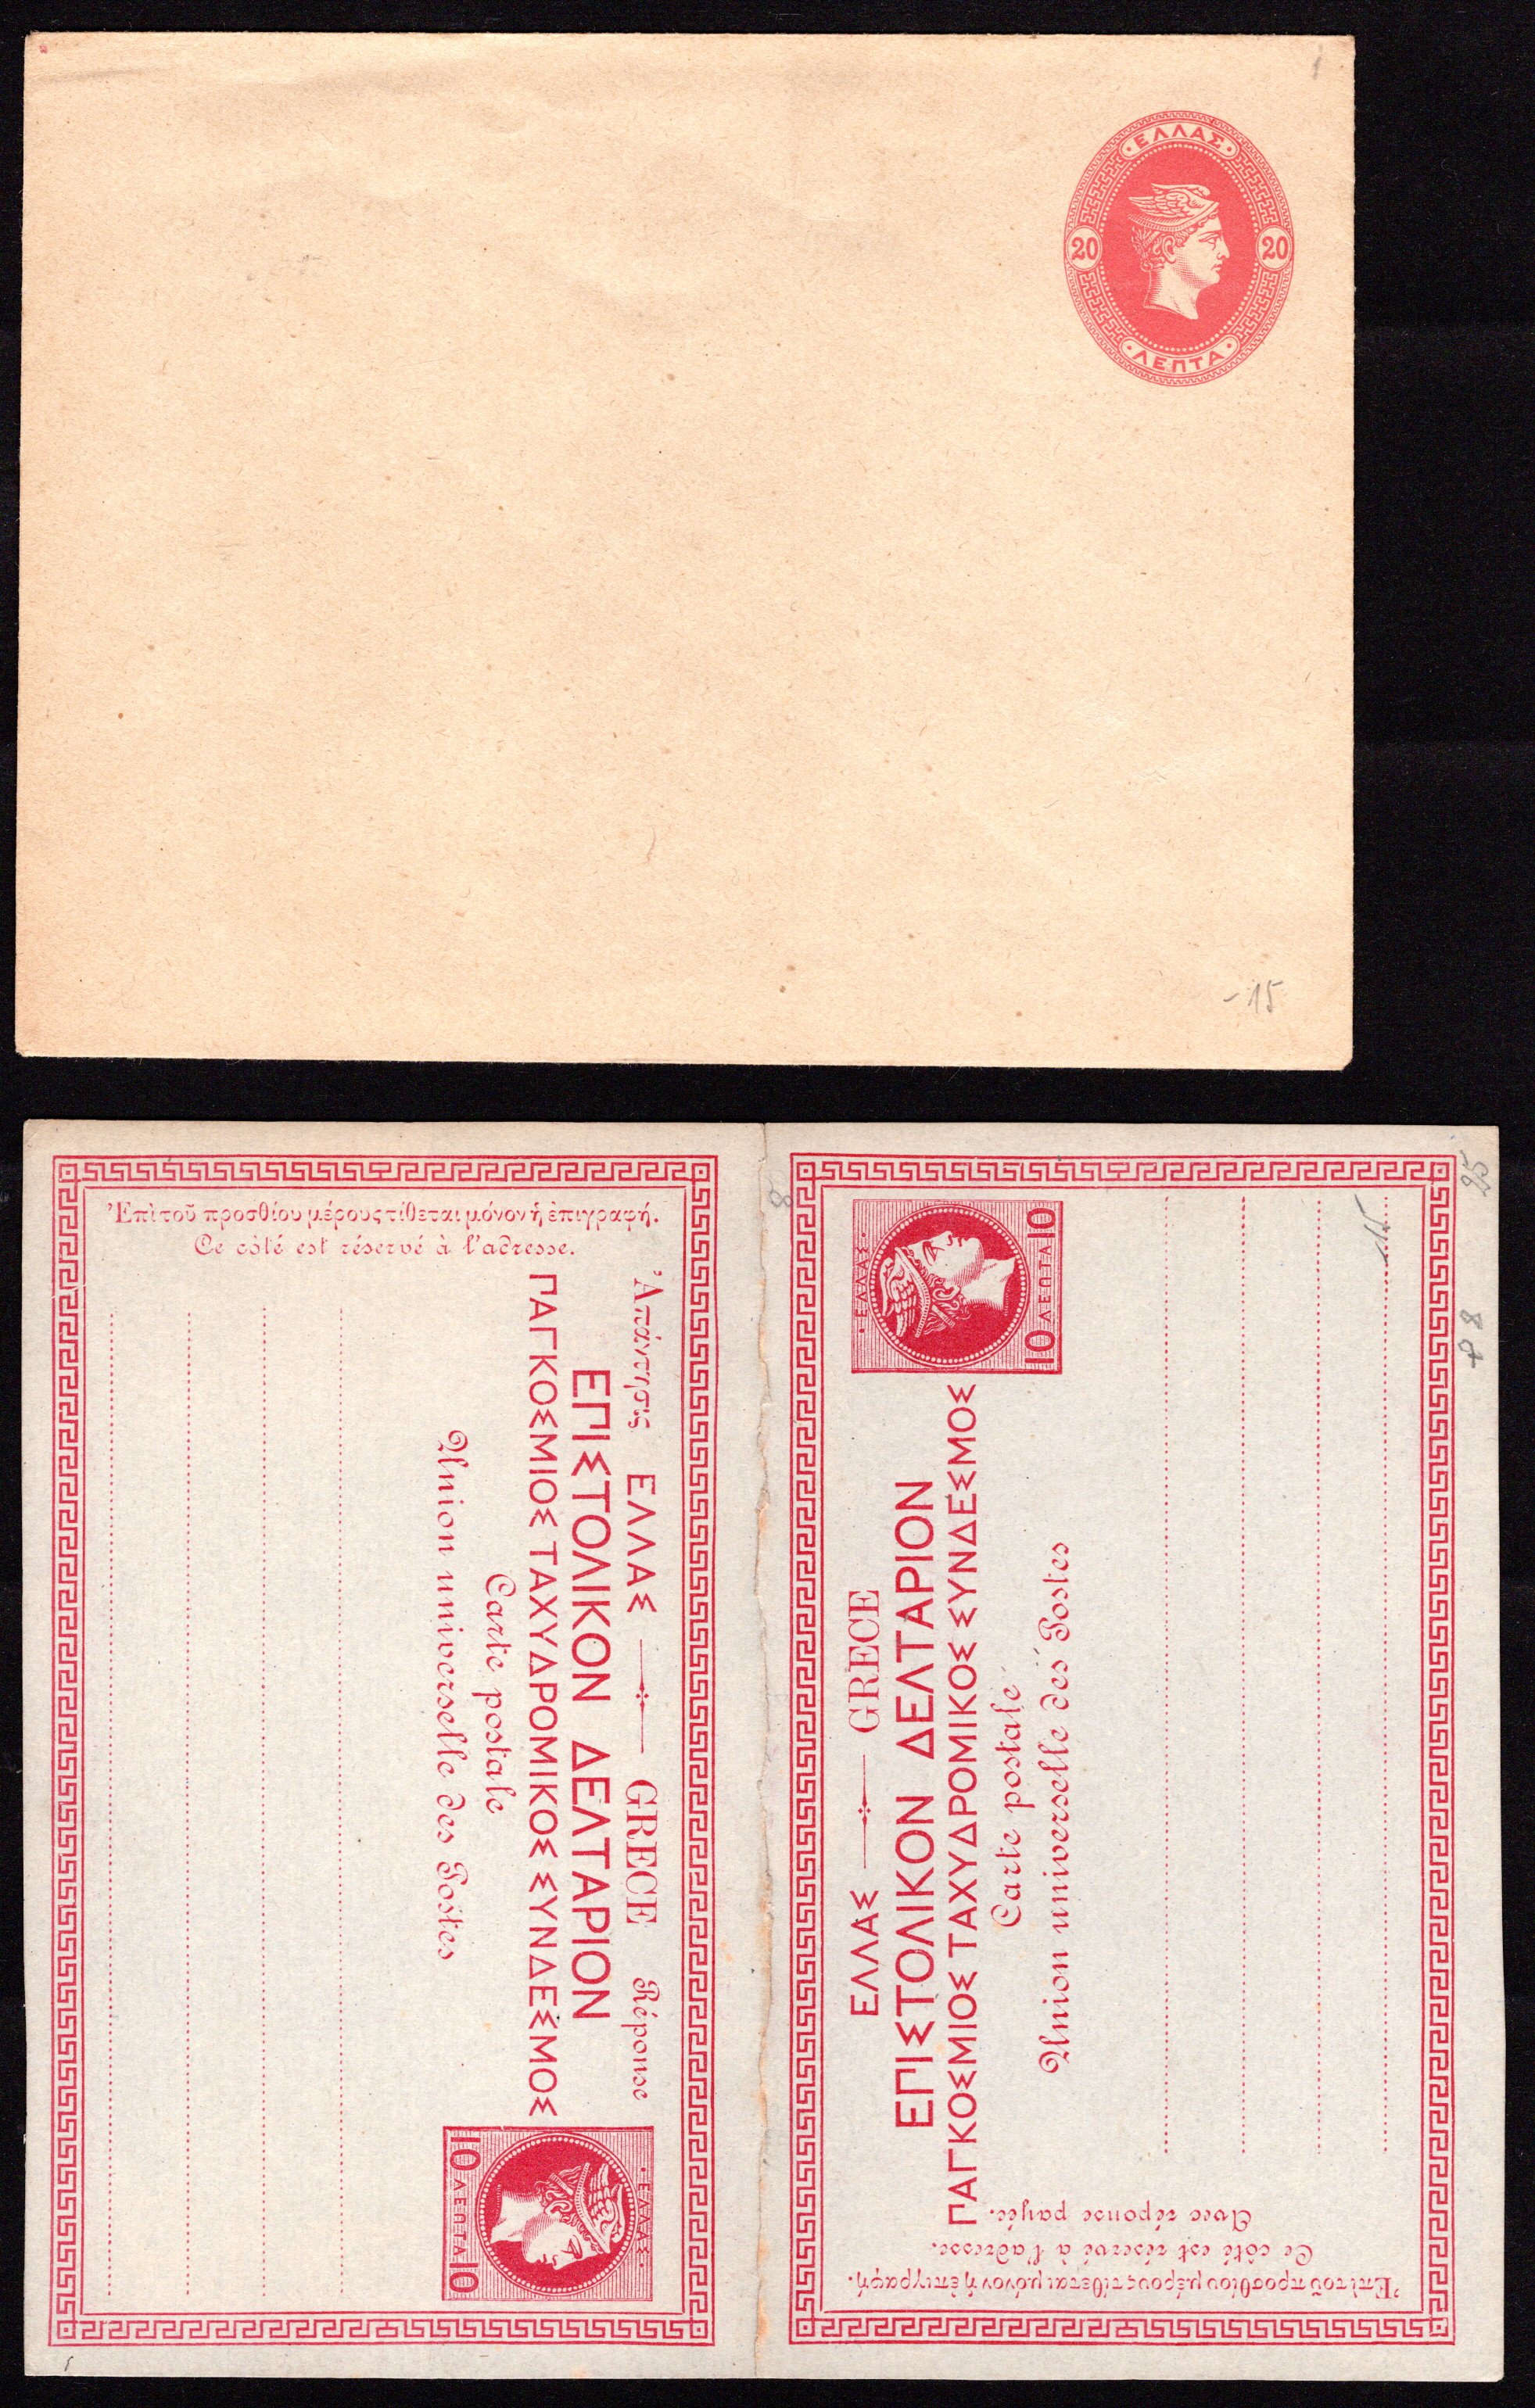 ·ΕΛΛΑΣ·
20 20
·ΛΕΠΤΑ·
-15
Ἐπὶ τοῦ προσθίου μέρους τίθεται μόνον ἡ ἐπιγραφή.
Ce côté est réservé à l'adresse.
Ἀπάντησις ΕΛΛΑΣ — GRECE Réponse
ΕΠΙΣΤΟΛΙΚΟΝ ΔΕΛΤΑΡΙΟΝ
ΠΑΓΚΟΣΜΙΟΣ ΤΑΧΥΔΡΟΜΙΚΟΣ ΣΥΝΔΕΣΜΟΣ
Carte postale
Union universelle des Postes
·ΕΛΛΑΣ·
10 ΛΕΠΤΑ 10
8
ΕΛΛΑΣ — GRECE
ΕΠΙΣΤΟΛΙΚΟΝ ΔΕΛΤΑΡΙΟΝ
ΠΑΓΚΟΣΜΙΟΣ ΤΑΧΥΔΡΟΜΙΚΟΣ ΣΥΝΔΕΣΜΟΣ
Carte postale
Union universelle des Postes
·ΕΛΛΑΣ·
10 ΛΕΠΤΑ 10
Ἐπὶ τοῦ προσθίου μέρους τίθεται μόνον ἡ ἐπιγραφή.
Ce côté est réservé à l'adresse.
Avec réponse payée.
25